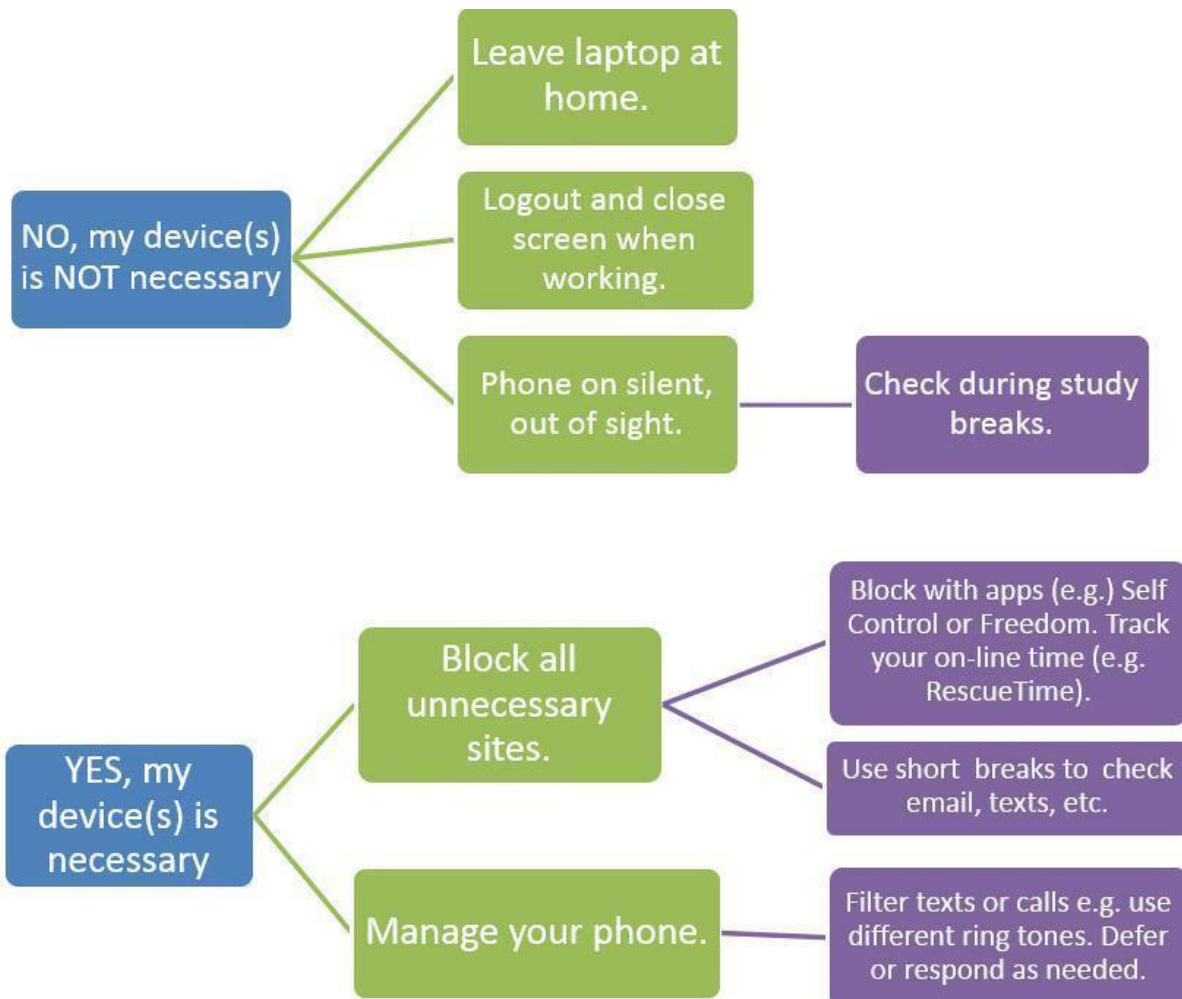 Leave laptop at
home.
NO, my device(s)
is NOT necessary
Logout and close
screen when
working.
Phone on silent,
out of sight.
Check during study
breaks.
YES, my
device(s) is
necessary
Block all
unnecessary
sites.
Block with apps (e.g.) Self
Control or Freedom. Track
your on-line time (e.g.
RescueTime).
Use short breaks to check
email, texts, etc.
Manage your phone.
Filter texts or calls e.g. use
different ring tones. Defer
or respond as needed.